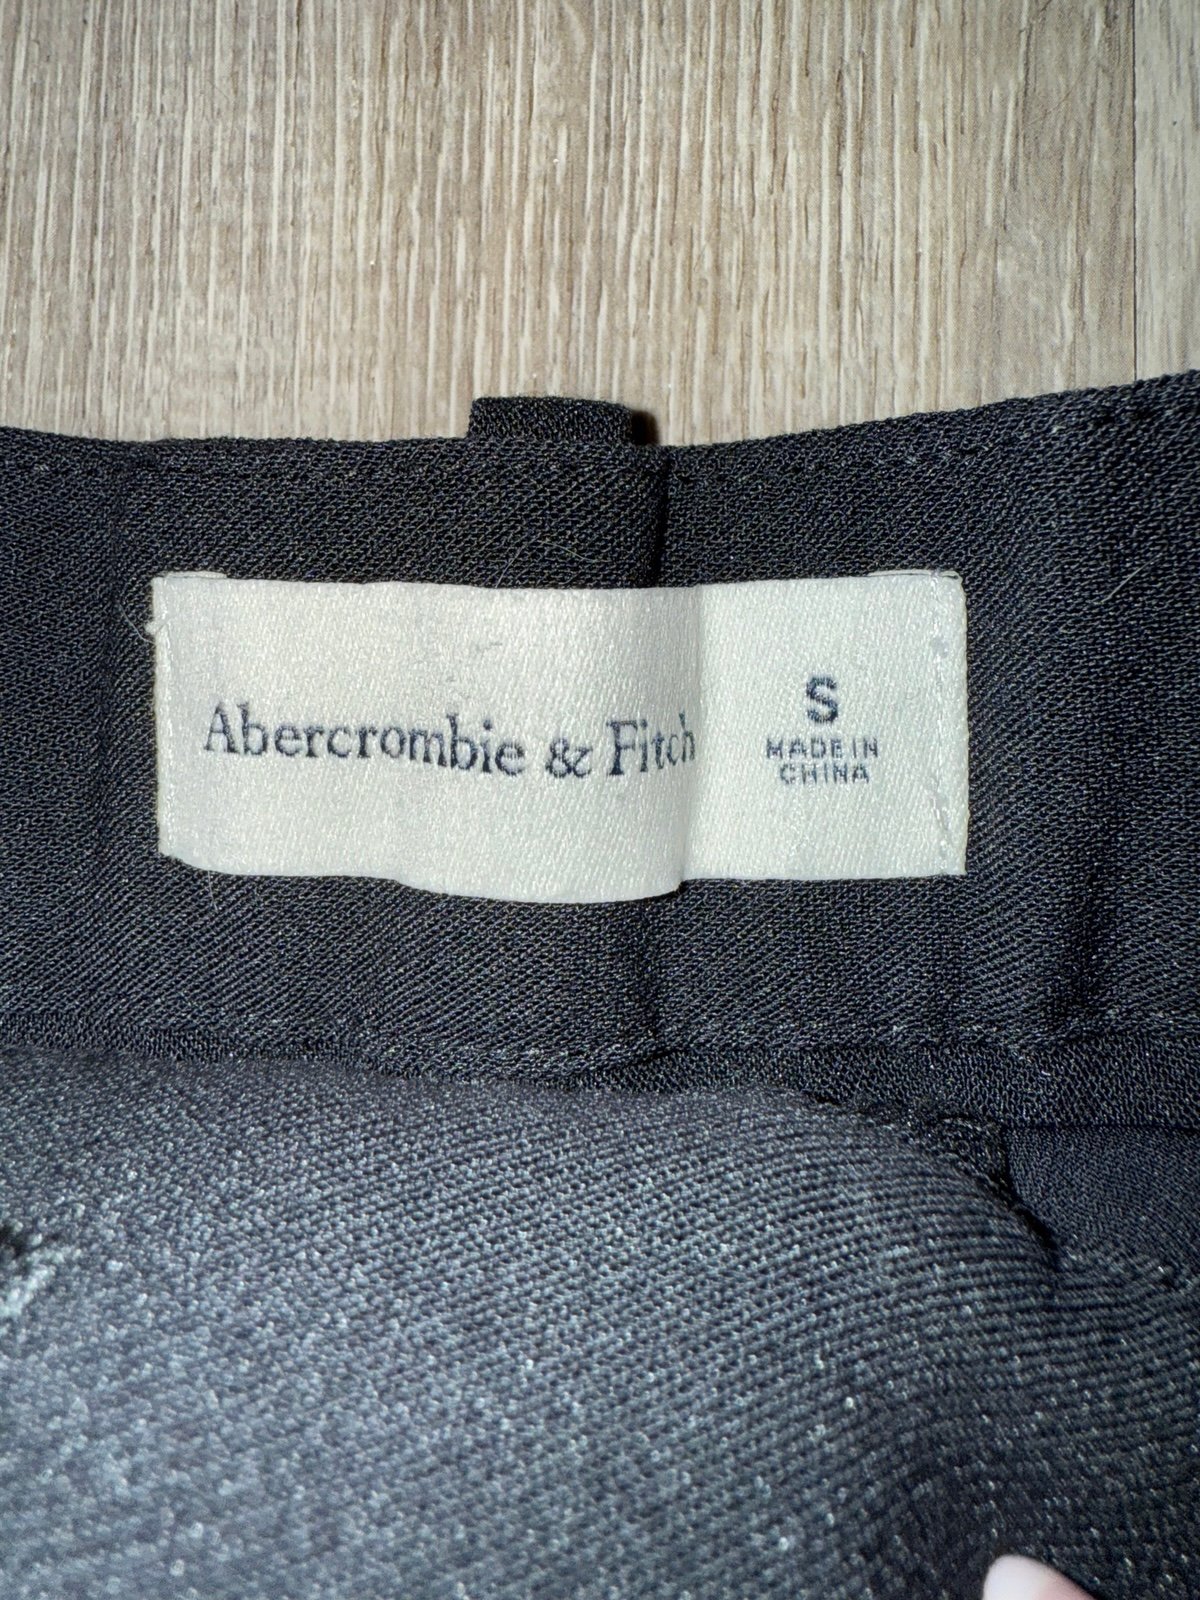 Abercrombie & Fitch
S
MADE IN
CHINA